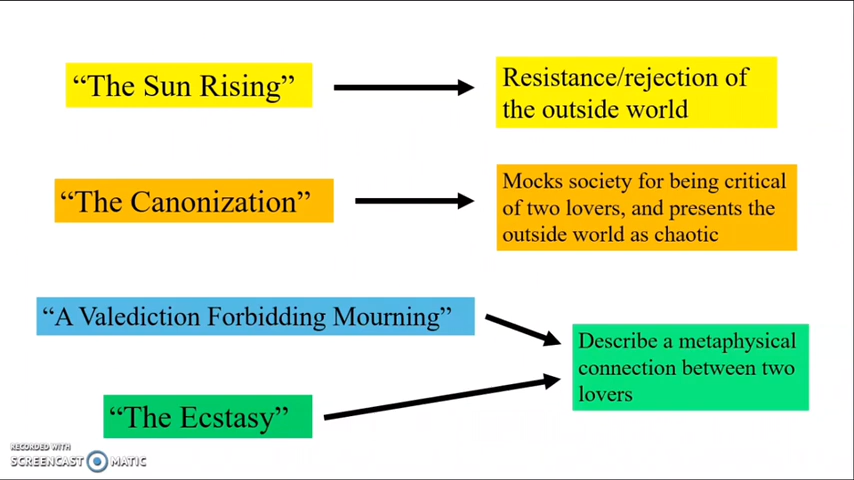 “The Sun Rising”
Resistance/rejection of
the outside world
“The Canonization”
Mocks society for being critical
of two lovers, and presents the
outside world as chaotic
“A Valediction Forbidding Mourning”
Describe a metaphysical
connection between two
lovers
“The Ecstasy”
RECORDED WITH
SCREENCAST MATIC